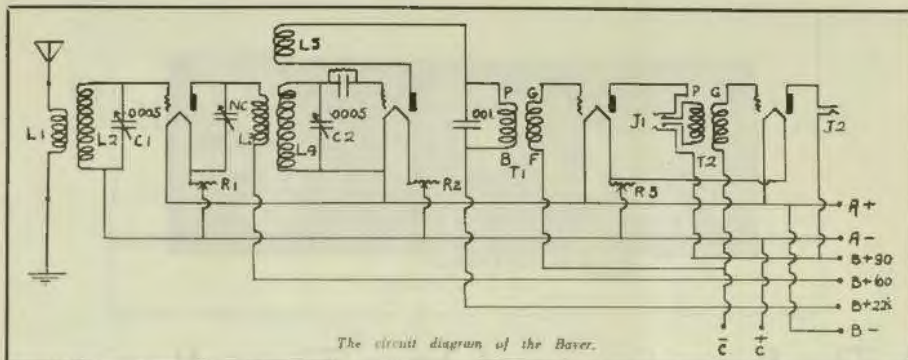 L5
L1
L2
.0005
C1
NC
R1
L3
L4
.0005
C2
R2
.001
P
G
B
F
T1
R3
J1
P
G
T2
J2
A+
A-
B+90
B+60
B+22½
B-
C̄
+C
The circuit diagram of the Baver.